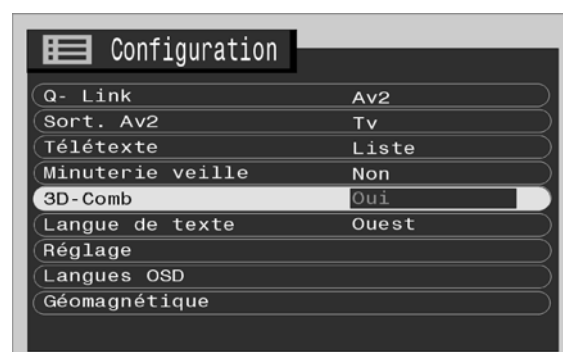 Configuration
Q- Link Av2
Sort. Av2 Tv
Télétexte Liste
Minuterie veille Non
3D-Comb Oui
Langue de texte Ouest
Réglage
Langues OSD
Géomagnétique